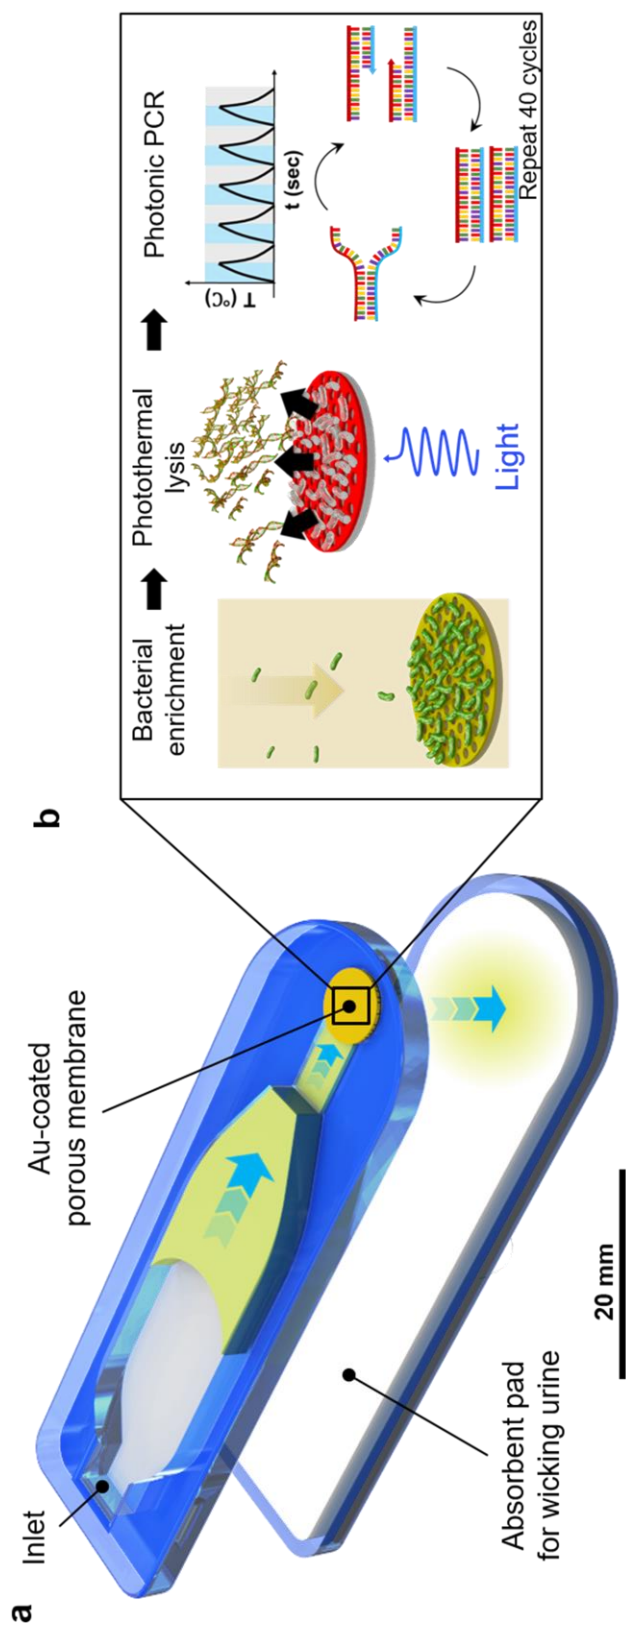 a
Inlet
Au-coated
porous membrane
Absorbent pad
for wicking urine
20 mm
b
Bacterial
enrichment
Photothermal
lysis
Light
Photonic PCR
T (°C)
t (sec)
Repeat 40 cycles